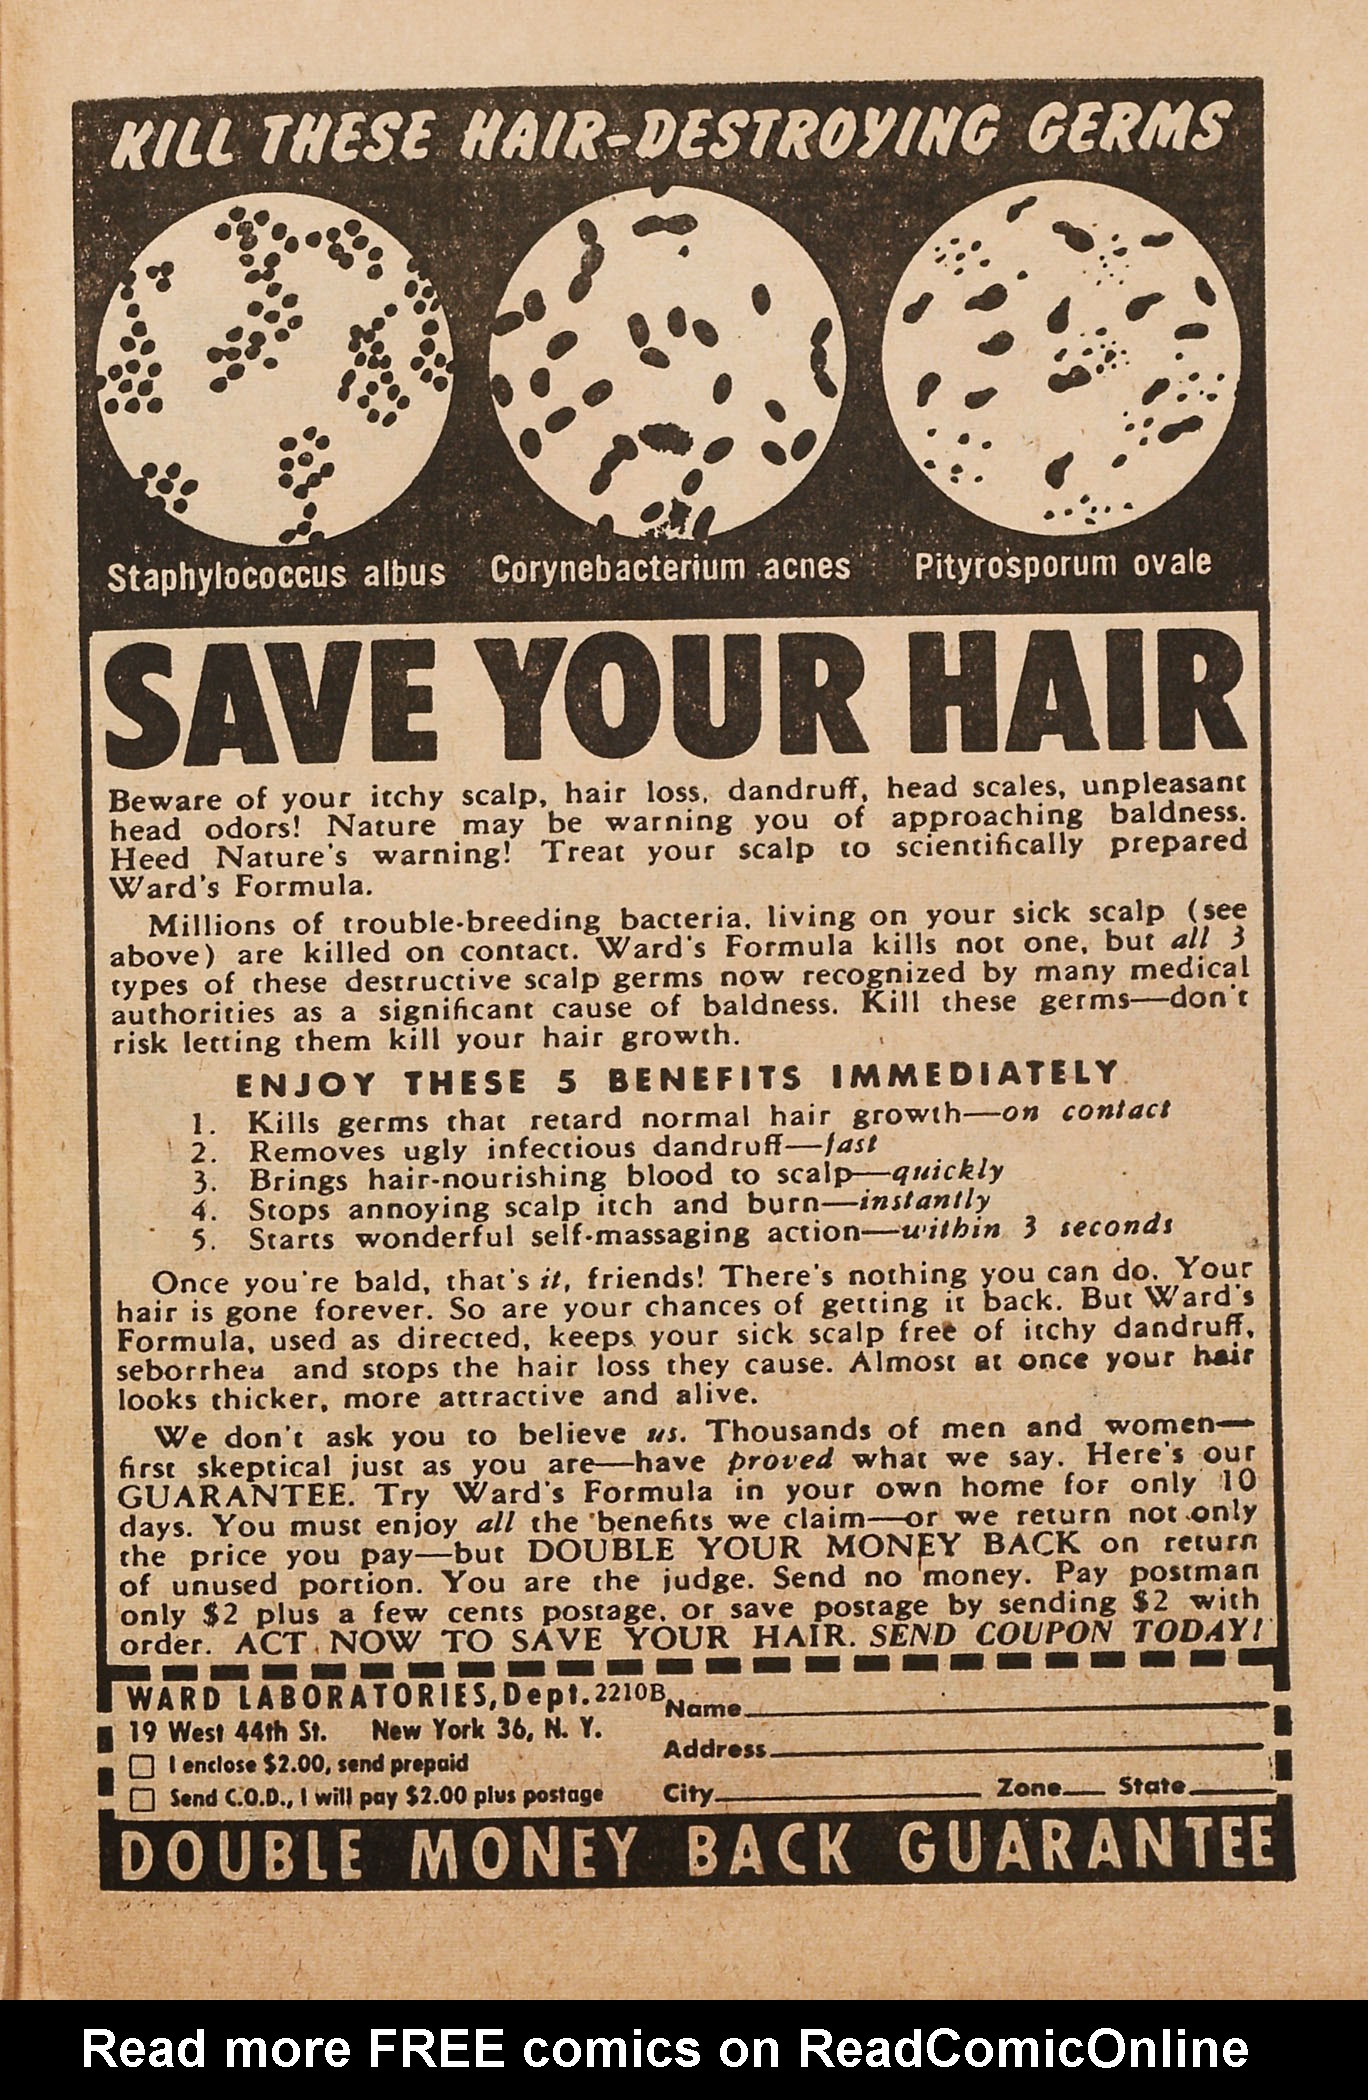 KILL THESE HAIR-DESTROYING GERMS
Staphylococcus albus
Corynebacterium acnes
Pityrosporum ovale
SAVE YOUR HAIR
Beware of your itchy scalp, hair loss, dandruff, head scales, unpleasant
head odors! Nature may be warning you of approaching baldness.
Heed Nature's warning! Treat your scalp to scientifically prepared
Ward's Formula.
Millions of trouble-breeding bacteria, living on your sick scalp (see
above) are killed on contact. Ward's Formula kills not one, but all 3
types of these destructive scalp germs now recognized by many medical
authorities as a significant cause of baldness. Kill these germs—don't
risk letting them kill your hair growth.
ENJOY THESE 5 BENEFITS IMMEDIATELY
1. Kills germs that retard normal hair growth—on contact
2. Removes ugly infectious dandruff—fast
3. Brings hair-nourishing blood to scalp—quickly
4. Stops annoying scalp itch and burn—instantly
5. Starts wonderful self-massaging action—within 3 seconds
Once you're bald, that's it, friends! There's nothing you can do. Your
hair is gone forever. So are your chances of getting it back. But Ward's
Formula, used as directed, keeps your sick scalp free of itchy dandruff,
seborrhea and stops the hair loss they cause. Almost at once your hair
looks thicker, more attractive and alive.
We don't ask you to believe us. Thousands of men and women—
first skeptical just as you are—have proved what we say. Here's our
GUARANTEE. Try Ward's Formula in your own home for only 10
days. You must enjoy all the benefits we claim—or we return not only
the price you pay—but DOUBLE YOUR MONEY BACK on return
of unused portion. You are the judge. Send no money. Pay postman
only $2 plus a few cents postage, or save postage by sending $2 with
order. ACT NOW TO SAVE YOUR HAIR. SEND COUPON TODAY!
WARD LABORATORIES, Dept. 2210B
19 West 44th St. New York 36, N. Y.
I enclose $2.00, send prepaid
Send C.O.D., I will pay $2.00 plus postage
Name
Address
City Zone State
DOUBLE MONEY BACK GUARANTEE
Read more FREE comics on ReadComicOnline